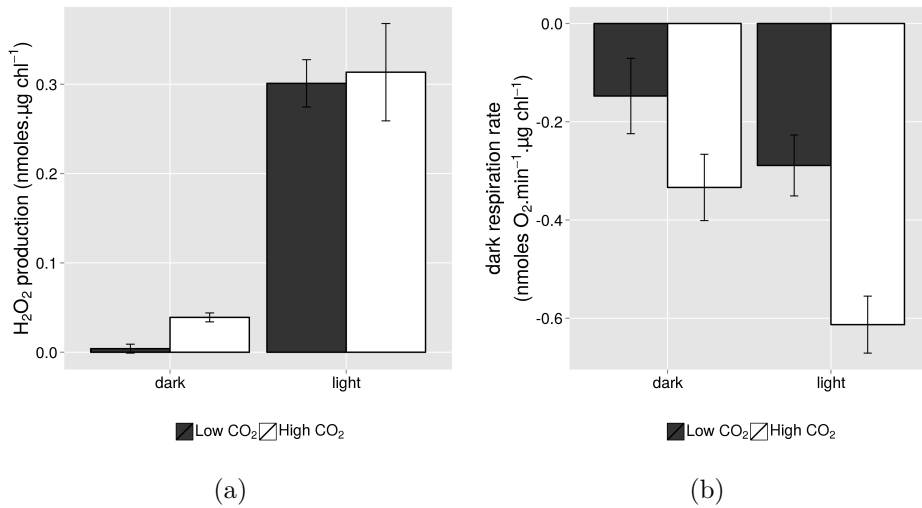 H₂O₂ production (nmoles.µg chl⁻¹)
0.3
0.2
0.1
0.0
dark
light
Low CO₂
High CO₂
(a)
dark respiration rate
(nmoles O₂.min⁻¹.µg chl⁻¹)
0.0
-0.2
-0.4
-0.6
dark
light
Low CO₂
High CO₂
(b)